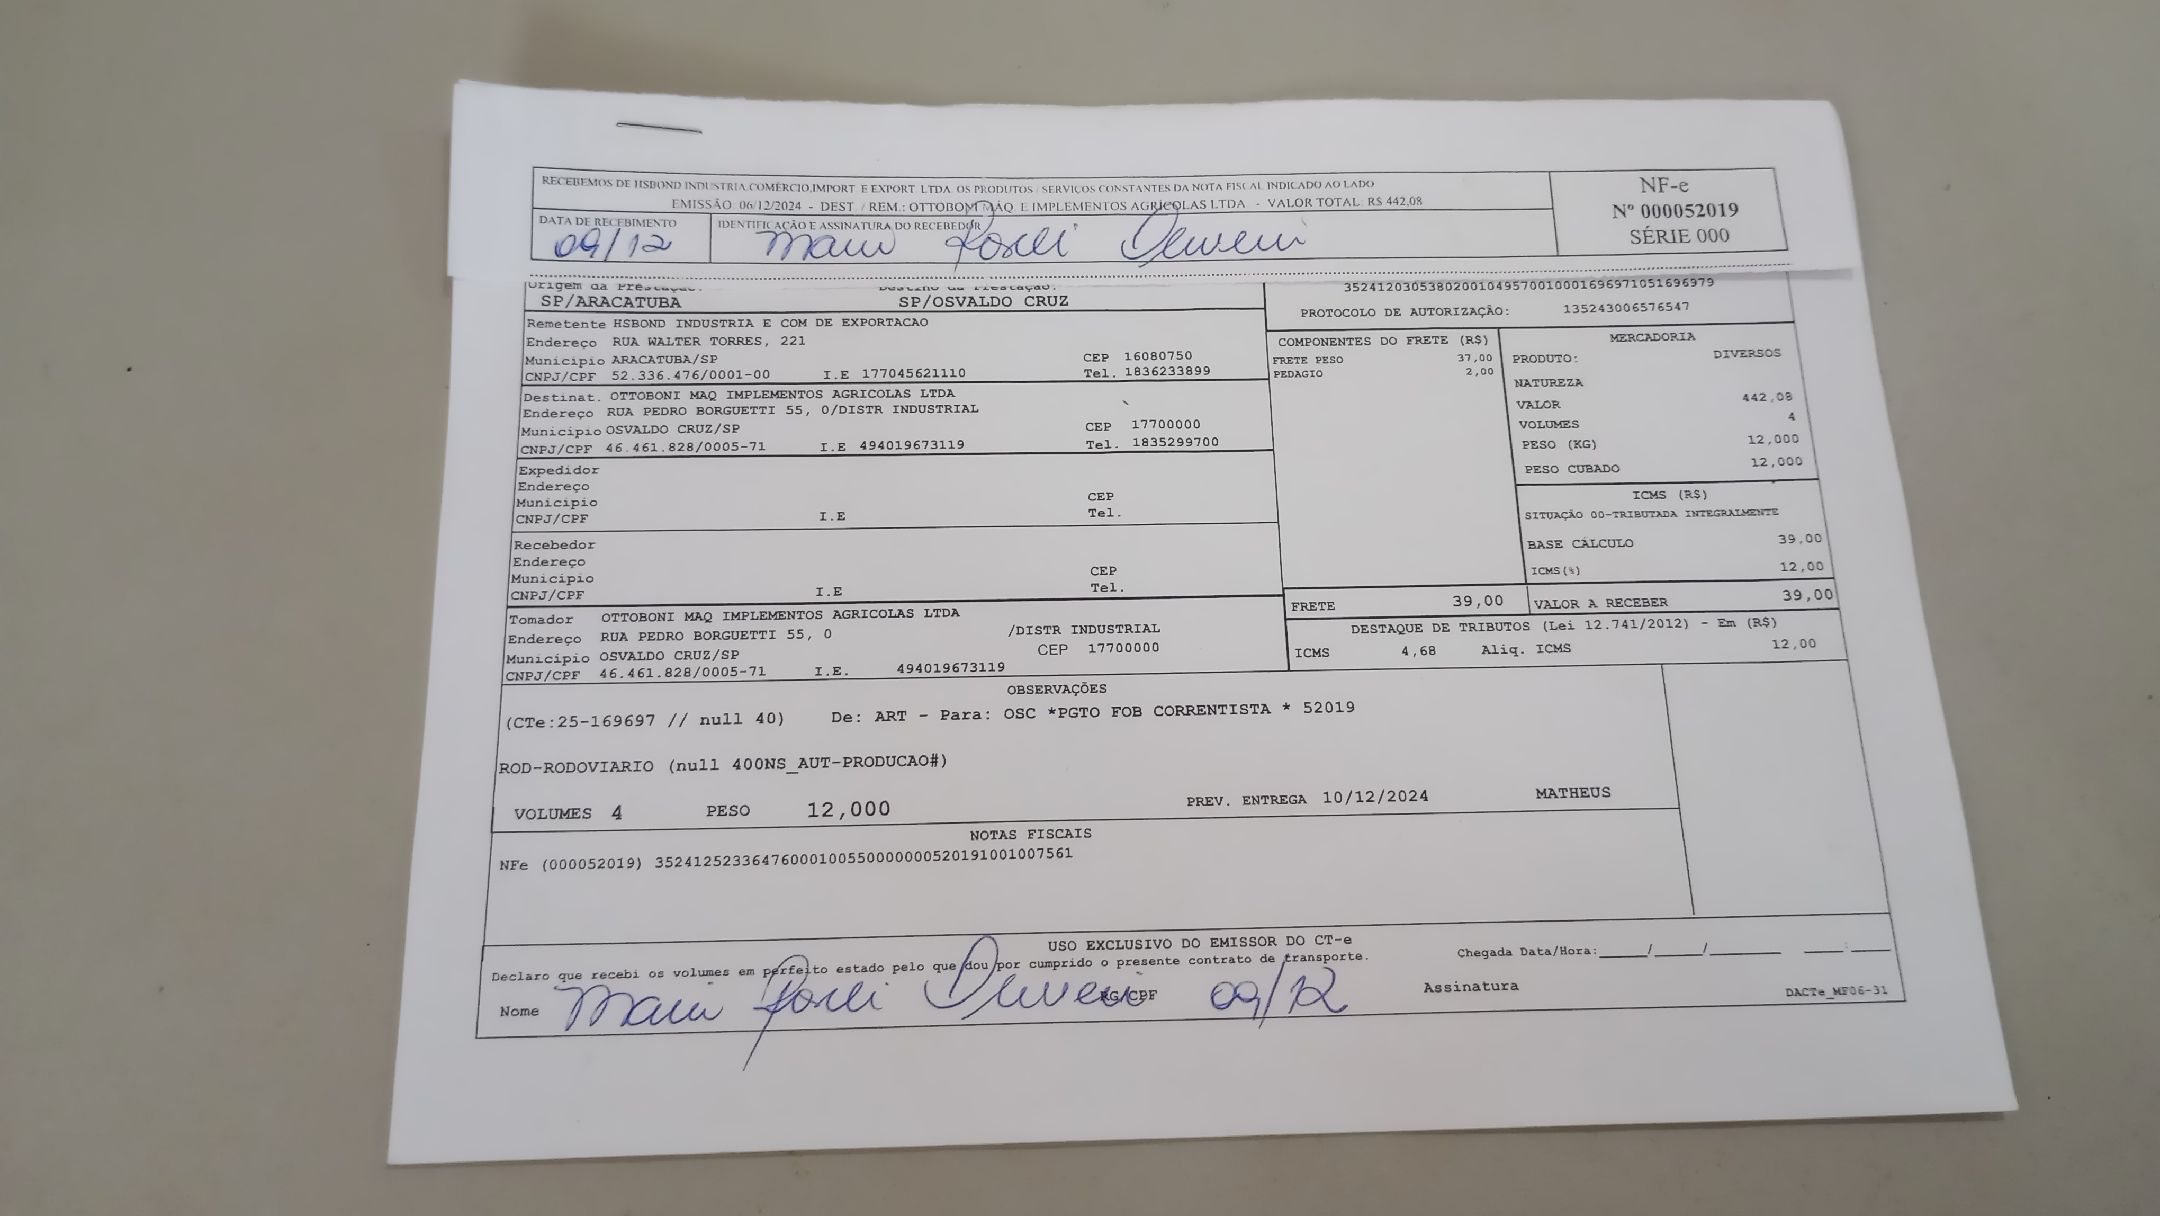 RECEBEMOS DE HSBOND INDUSTRIA,COMERCIO,IMPORT. E EXPORT. LTDA. OS PRODUTOS / SERVICOS CONSTANTES DA NOTA FISCAL INDICADO AO LADO
EMISSÃO: 06/12/2024 - DEST. / REM.: OTTOBONI MÁQ. E IMPLEMENTOS AGRICOLAS LTDA - VALOR TOTAL: R$ 442,08
NF-e
Nº 000052019
SÉRIE 000
DATA DE RECEBIMENTO
IDENTIFICAÇÃO E ASSINATURA DO RECEBEDOR
09/12
Origem da Prestação: Destino da Prestação:
SP/ARACATUBA SP/OSVALDO CRUZ
35241203053802001049570010001696971051696979
PROTOCOLO DE AUTORIZAÇÃO: 135243006576547
Remetente HSBOND INDUSTRIA E COM DE EXPORTACAO
Endereço RUA WALTER TORRES, 221
Municipio ARACATUBA/SP CEP 16080750
CNPJ/CPF 52.336.476/0001-00 I.E 177045621110 Tel. 1836233899
Destinat. OTTOBONI MAQ IMPLEMENTOS AGRICOLAS LTDA
Endereço RUA PEDRO BORGUETTI 55, 0/DISTR INDUSTRIAL
Municipio OSVALDO CRUZ/SP CEP 17700000
CNPJ/CPF 46.461.828/0005-71 I.E 494019673119 Tel. 1835299700
Expedidor
Endereço
Municipio CEP
CNPJ/CPF I.E Tel.
Recebedor
Endereço
Municipio CEP
CNPJ/CPF I.E Tel.
Tomador OTTOBONI MAQ IMPLEMENTOS AGRICOLAS LTDA
Endereço RUA PEDRO BORGUETTI 55, 0 /DISTR INDUSTRIAL
Municipio OSVALDO CRUZ/SP CEP 17700000
CNPJ/CPF 46.461.828/0005-71 I.E. 494019673119
COMPONENTES DO FRETE (R$)
FRETE PESO 37,00
PEDAGIO 2,00
MERCADORIA
PRODUTO: DIVERSOS
NATUREZA
VALOR 442,08
VOLUMES 4
PESO (KG) 12,000
PESO CUBADO 12,000
ICMS (R$)
SITUAÇÃO 00-TRIBUTADA INTEGRALMENTE
BASE CÁLCULO 39,00
ICMS(%) 12,00
FRETE 39,00 VALOR A RECEBER 39,00
DESTAQUE DE TRIBUTOS (Lei 12.741/2012) - Em (R$)
ICMS 4,68 Aliq. ICMS 12,00
OBSERVAÇÕES
(CTe:25-169697 // null 40) De: ART - Para: OSC *PGTO FOB CORRENTISTA * 52019
ROD-RODOVIARIO (null 400NS_AUT-PRODUCAO#)
VOLUMES 4 PESO 12,000 PREV. ENTREGA 10/12/2024 MATHEUS
NOTAS FISCAIS
NFe (000052019) 35241252336476000100550000000520191001007561
USO EXCLUSIVO DO EMISSOR DO CT-e
Declaro que recebi os volumes em perfeito estado pelo que dou por cumprido o presente contrato de transporte.
Chegada Data/Hora:____/____/______ ___:___
Nome RG/CPF 09/12 Assinatura
DACTe_MF06-31